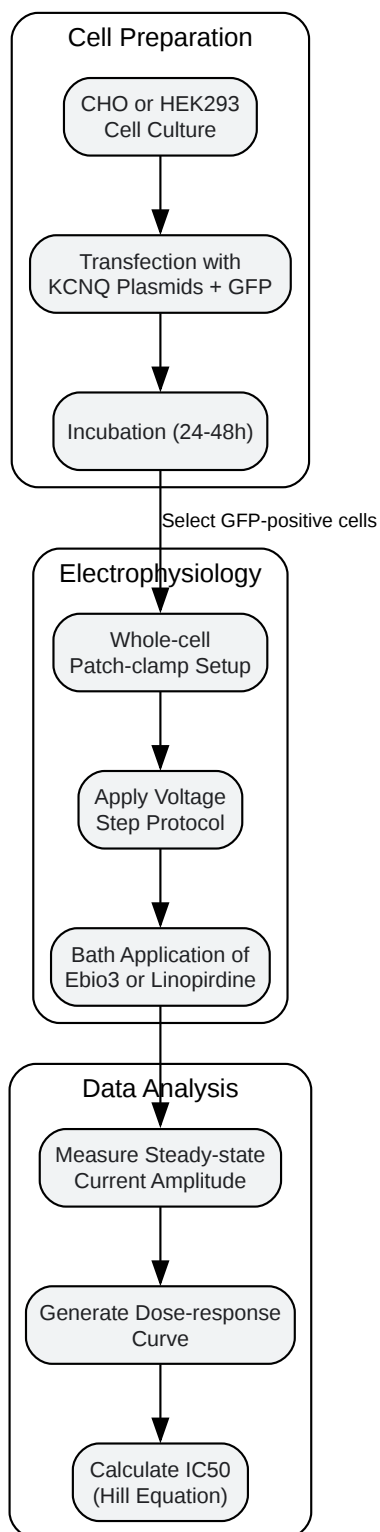 Cell Preparation
CHO or HEK293
Cell Culture
Transfection with
KCNQ Plasmids + GFP
Incubation (24-48h)
Select GFP-positive cells
Electrophysiology
Whole-cell
Patch-clamp Setup
Apply Voltage
Step Protocol
Bath Application of
Ebio3 or Linopirdine
Data Analysis
Measure Steady-state
Current Amplitude
Generate Dose-response
Curve
Calculate IC50
(Hill Equation)